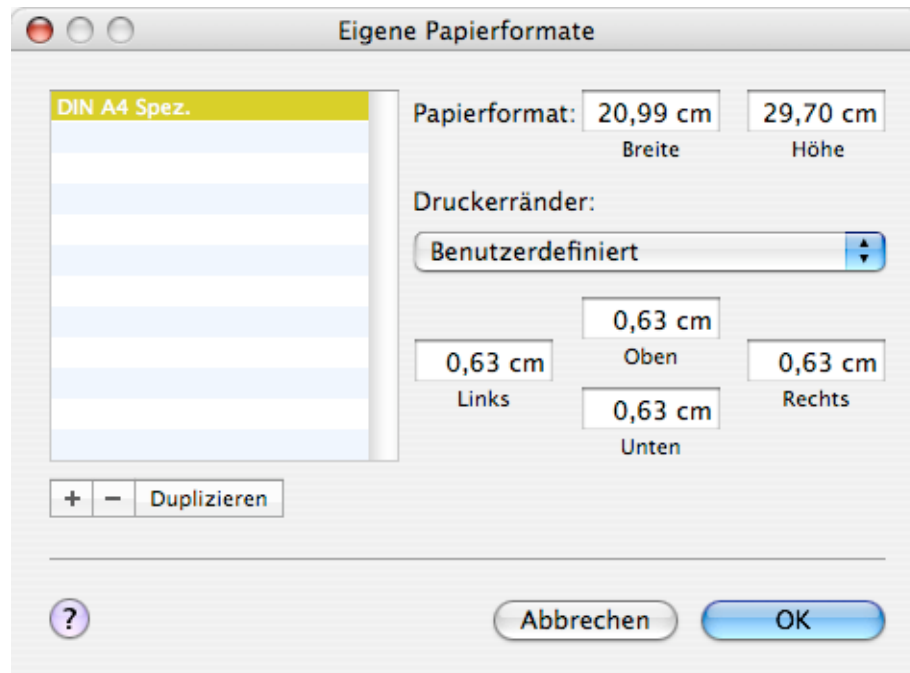 Eigene Papierformate
DIN A4 Spez.
Papierformat: 20,99 cm 29,70 cm
Breite Höhe
Druckerränder:
Benutzerdefiniert
0,63 cm
Oben
0,63 cm 0,63 cm
Links Rechts
0,63 cm
Unten
+ − Duplizieren
? Abbrechen OK